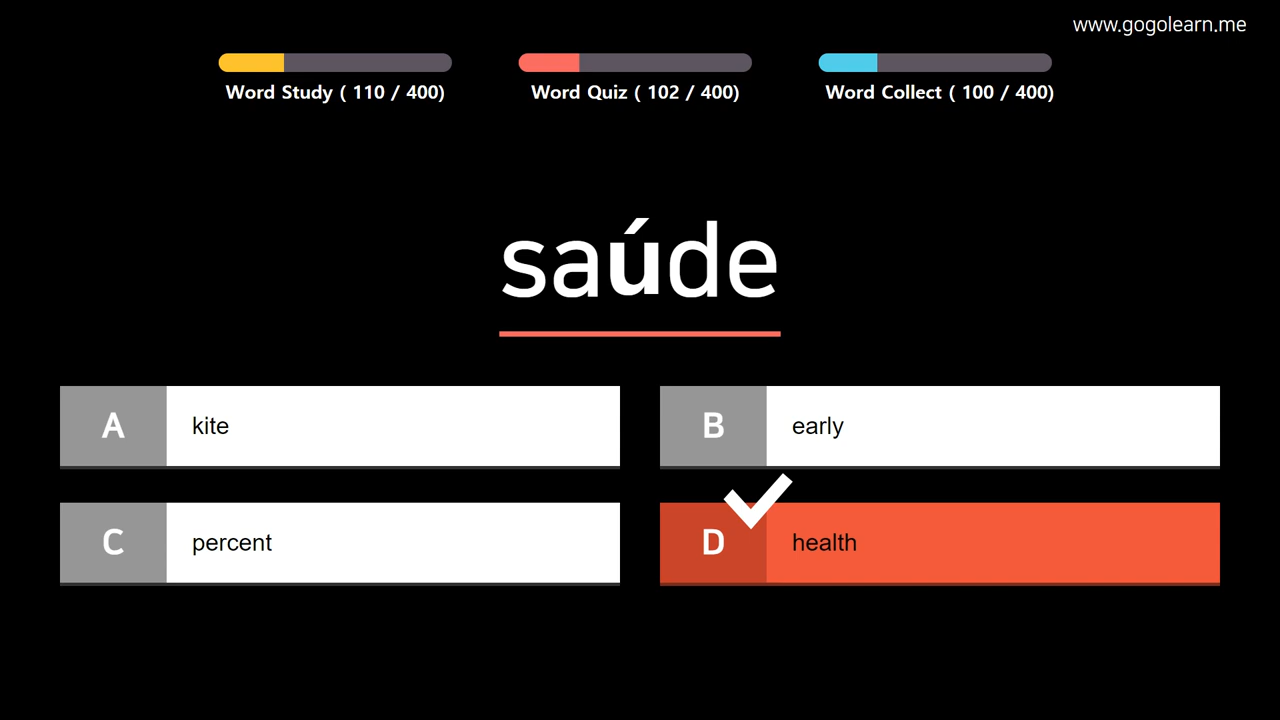 www.gogolearn.me
Word Study ( 110 / 400)
Word Quiz ( 102 / 400)
Word Collect ( 100 / 400)
saúde
A kite
B early
C percent
D health